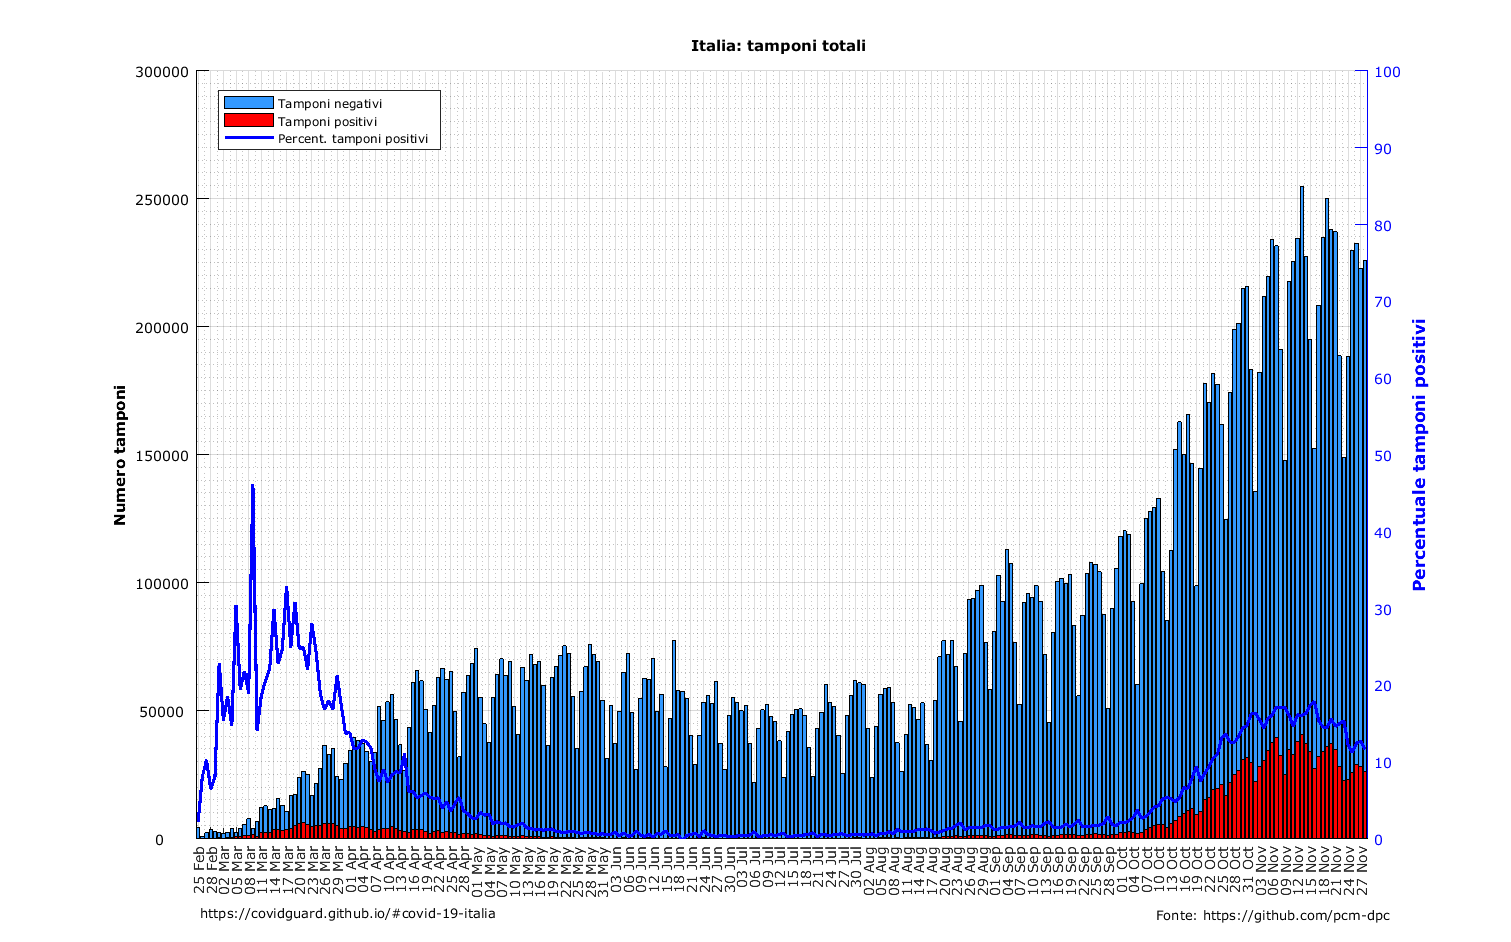 Italia: tamponi totali
Tamponi negativi
Tamponi positivi
Percent. tamponi positivi
Numero tamponi
300000
250000
200000
150000
100000
50000
0
Percentuale tamponi positivi
100
90
80
70
60
50
40
30
20
10
0
25 Feb
28 Feb
02 Mar
05 Mar
08 Mar
11 Mar
14 Mar
17 Mar
20 Mar
23 Mar
26 Mar
29 Mar
01 Apr
04 Apr
07 Apr
10 Apr
13 Apr
16 Apr
19 Apr
22 Apr
25 Apr
28 Apr
01 May
04 May
07 May
10 May
13 May
16 May
19 May
22 May
25 May
28 May
31 May
03 Jun
06 Jun
09 Jun
12 Jun
15 Jun
18 Jun
21 Jun
24 Jun
27 Jun
30 Jun
03 Jul
06 Jul
09 Jul
12 Jul
15 Jul
18 Jul
21 Jul
24 Jul
27 Jul
30 Jul
02 Aug
05 Aug
08 Aug
11 Aug
14 Aug
17 Aug
20 Aug
23 Aug
26 Aug
29 Aug
01 Sep
04 Sep
07 Sep
10 Sep
13 Sep
16 Sep
19 Sep
22 Sep
25 Sep
28 Sep
01 Oct
04 Oct
07 Oct
10 Oct
13 Oct
16 Oct
19 Oct
22 Oct
25 Oct
28 Oct
31 Oct
03 Nov
06 Nov
09 Nov
12 Nov
15 Nov
18 Nov
21 Nov
24 Nov
27 Nov
https://covidguard.github.io/#covid-19-italia
Fonte: https://github.com/pcm-dpc